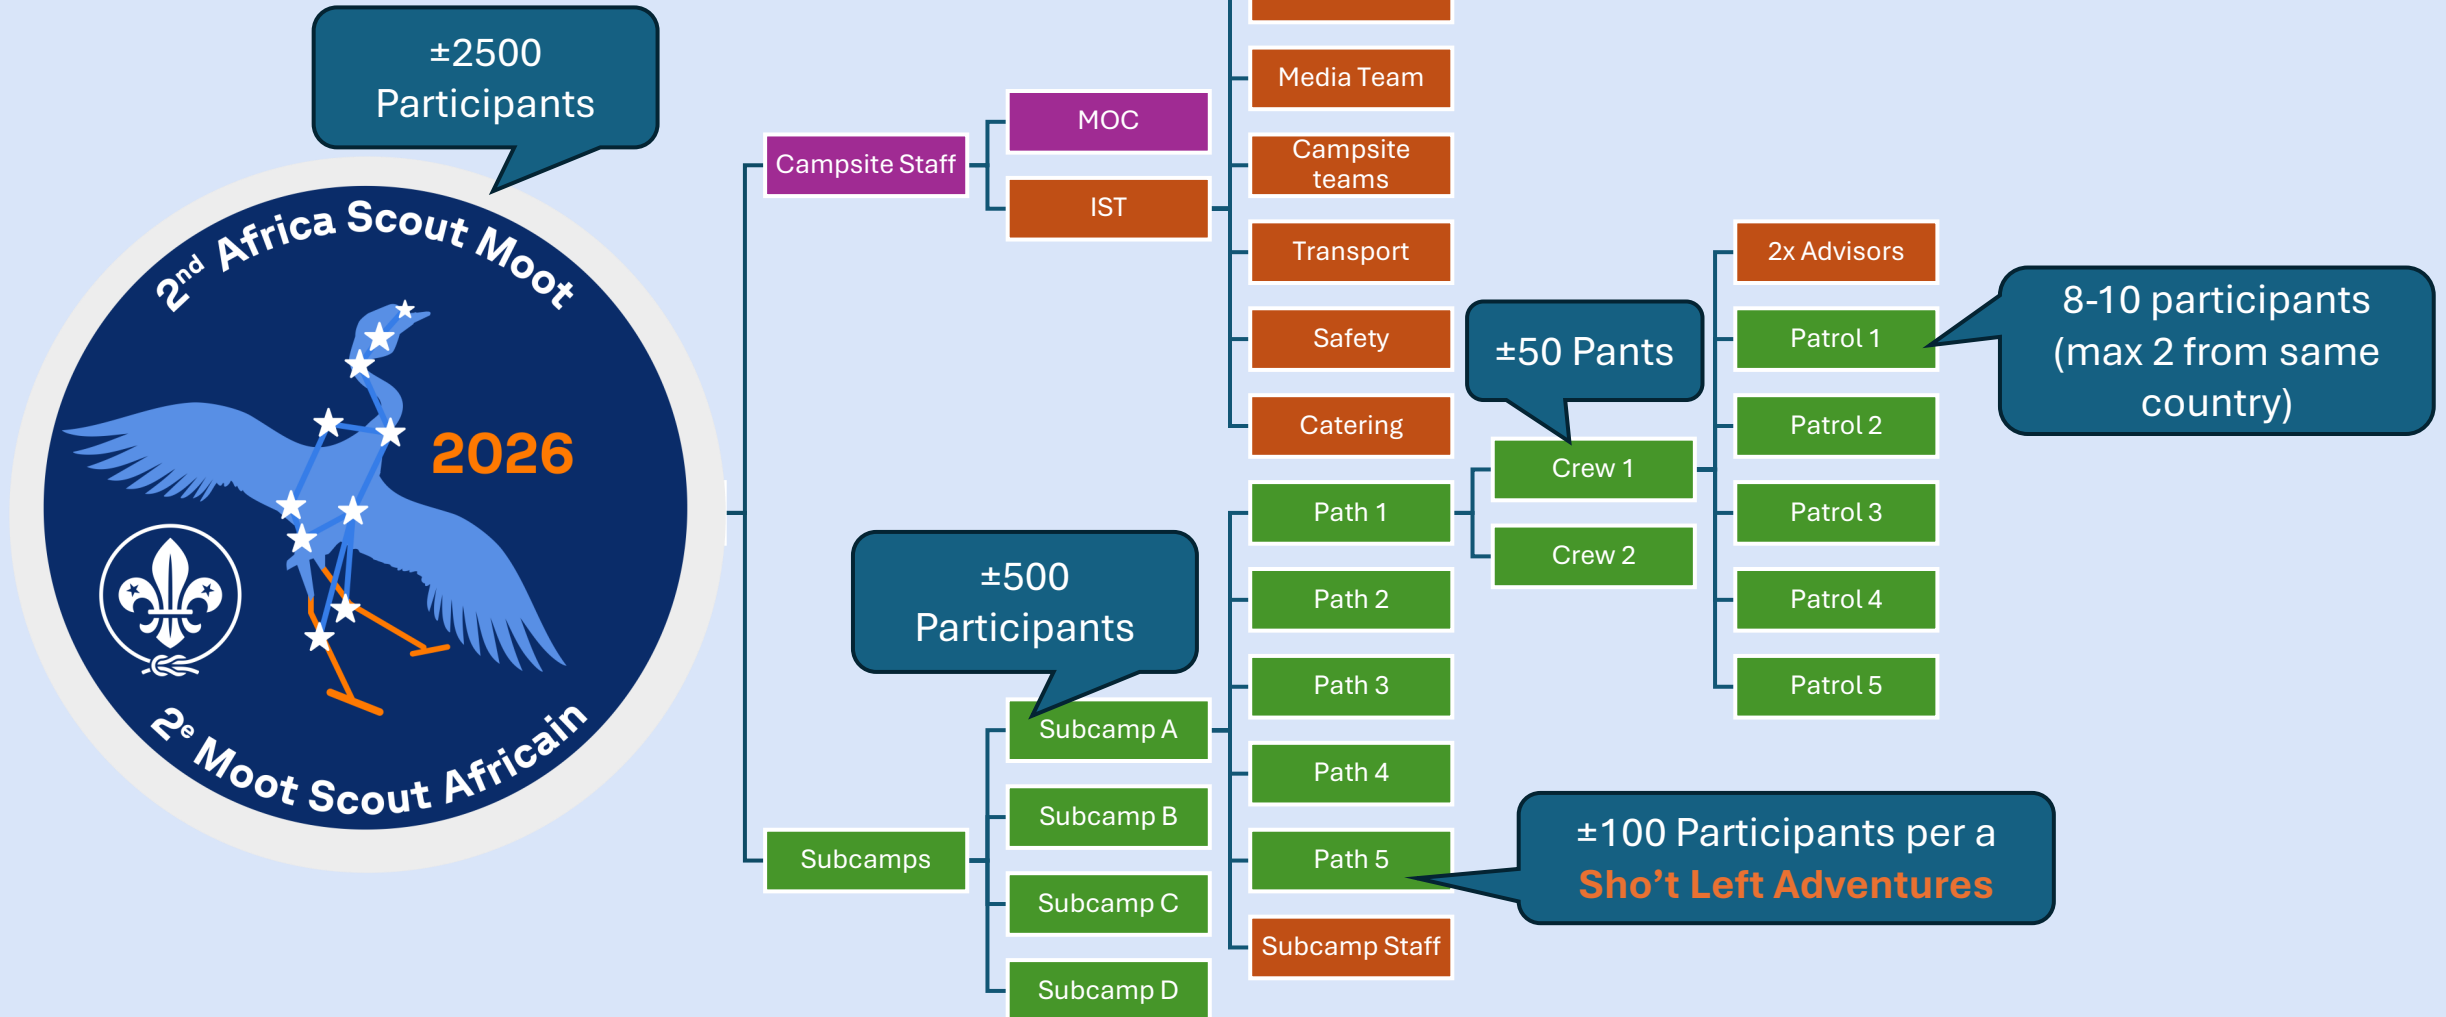 ±2500
Participants
2nd Africa Scout Moot
2026
2e Moot Scout Africain
Campsite Staff
MOC
IST
Media Team
Campsite
teams
Transport
Safety
Catering
Subcamps
±500
Participants
Subcamp A
Subcamp B
Subcamp C
Subcamp D
Path 1
Path 2
Path 3
Path 4
Path 5
Subcamp Staff
±100 Participants per a
Sho’t Left Adventures
±50 Pants
Crew 1
Crew 2
2x Advisors
Patrol 1
Patrol 2
Patrol 3
Patrol 4
Patrol 5
8-10 participants
(max 2 from same
country)